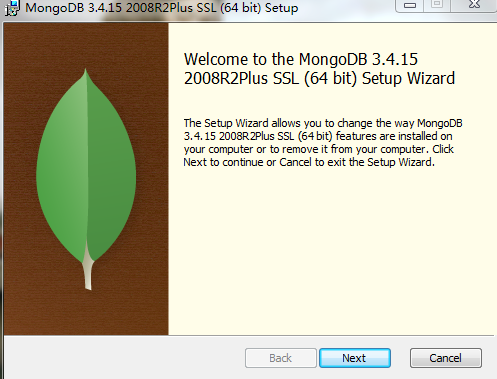 MongoDB 3.4.15 2008R2Plus SSL (64 bit) Setup
Welcome to the MongoDB 3.4.15
2008R2Plus SSL (64 bit) Setup Wizard
The Setup Wizard allows you to change the way MongoDB
3.4.15 2008R2Plus SSL (64 bit) features are installed on
your computer or to remove it from your computer. Click
Next to continue or Cancel to exit the Setup Wizard.
Back
Next
Cancel